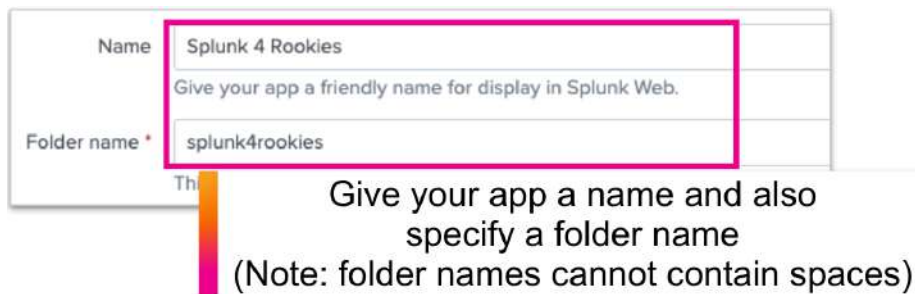 Name
Splunk 4 Rookies
Give your app a friendly name for display in Splunk Web.
Folder name *
splunk4rookies
Give your app a name and also
specify a folder name
(Note: folder names cannot contain spaces)